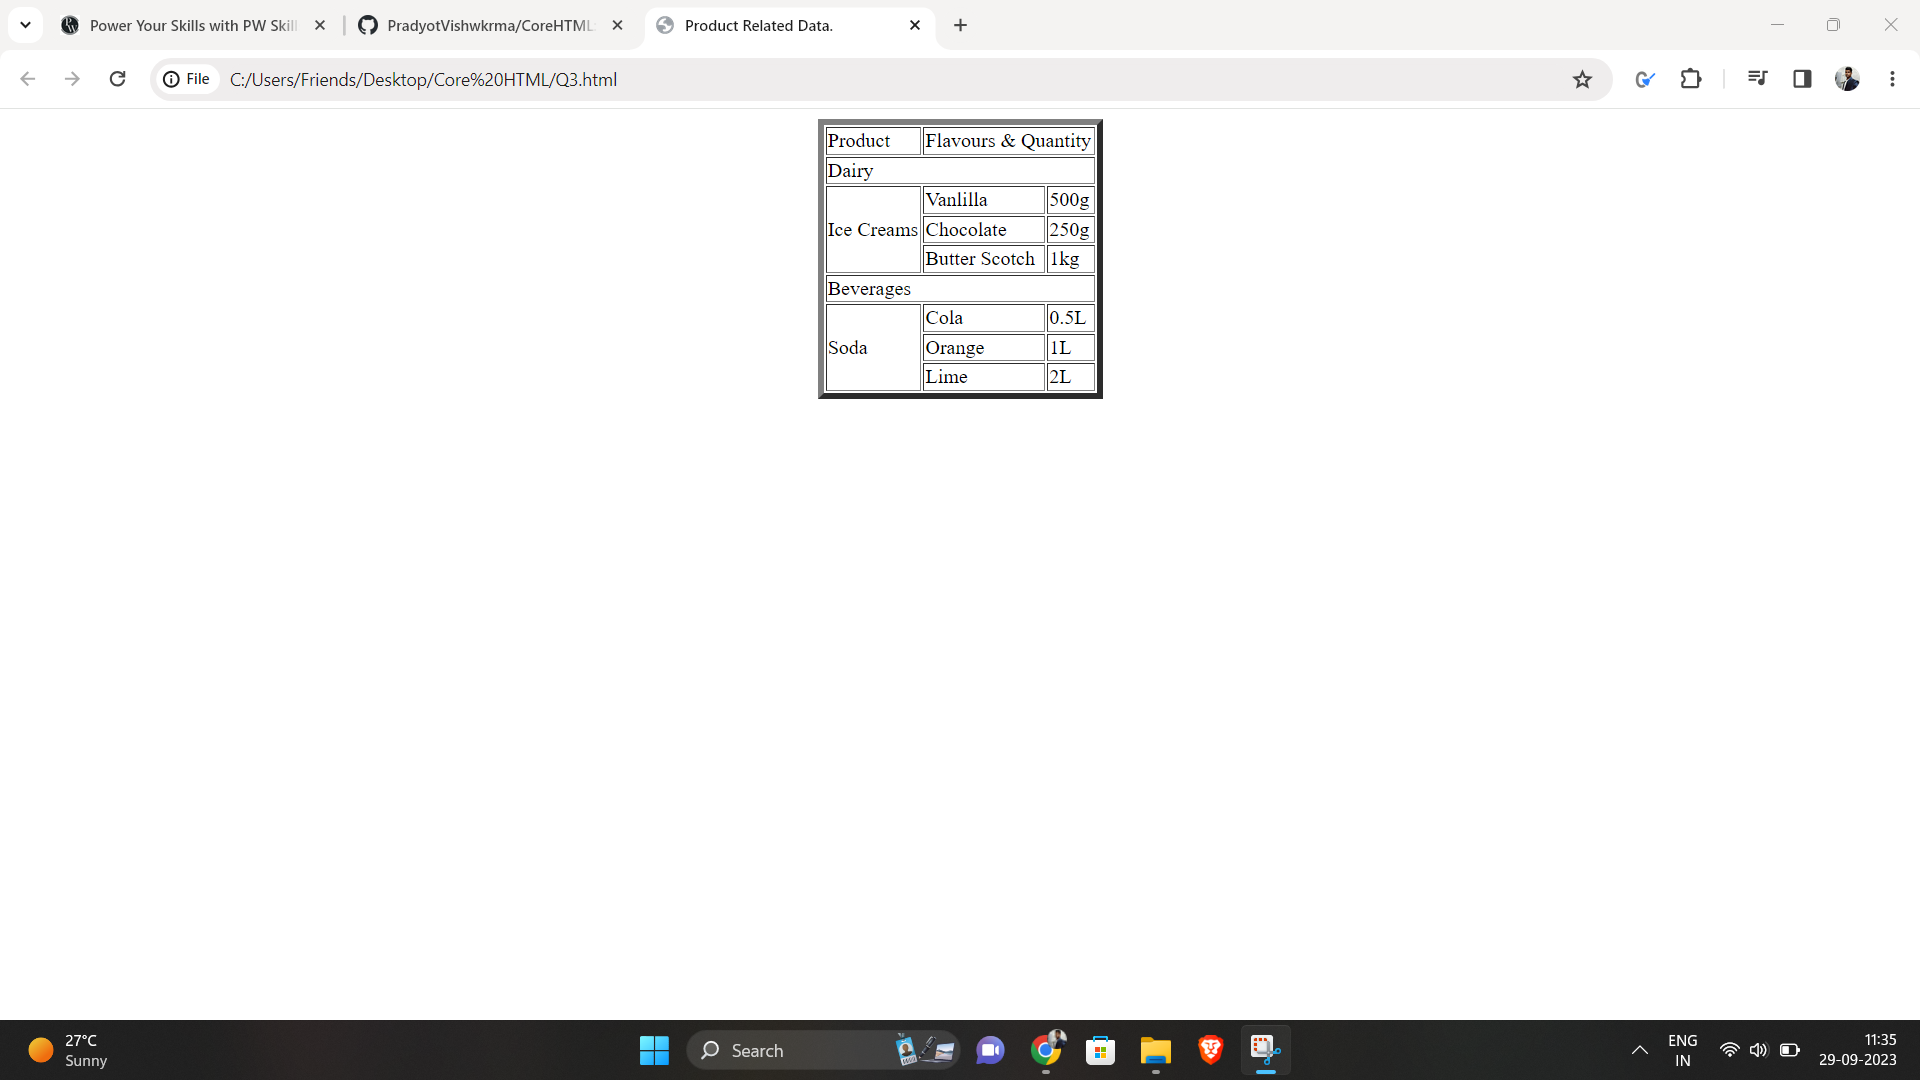 Power Your Skills with PW Skil
PradyotVishwkrma/CoreHTML
Product Related Data.
File C:/Users/Friends/Desktop/Core%20HTML/Q3.html
Product Flavours & Quantity
Dairy
Ice Creams
Vanlilla 500g
Chocolate 250g
Butter Scotch 1kg
Beverages
Soda
Cola 0.5L
Orange 1L
Lime 2L
27°C
Sunny
Search
ENG
IN
11:35
29-09-2023